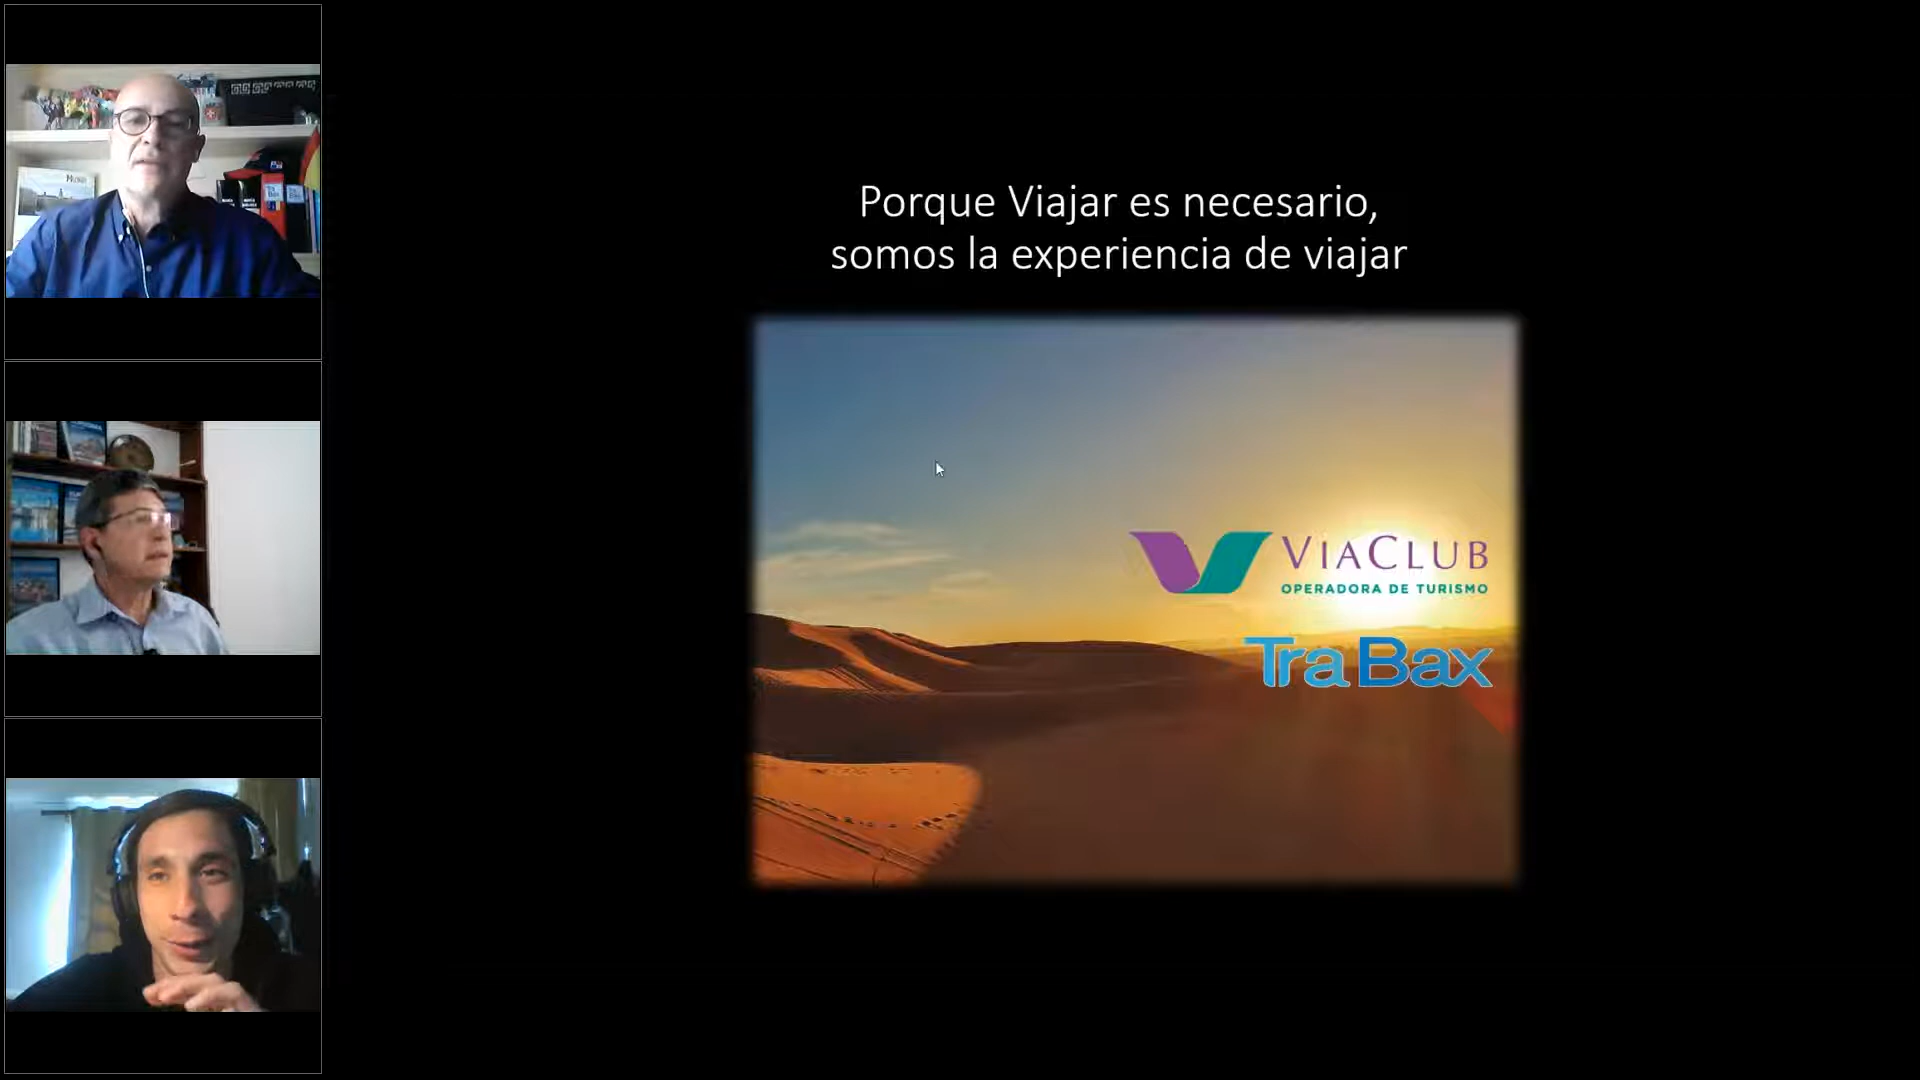 Porque Viajar es necesario,
somos la experiencia de viajar
VIACLUB
OPERADORA DE TURISMO
TraBax